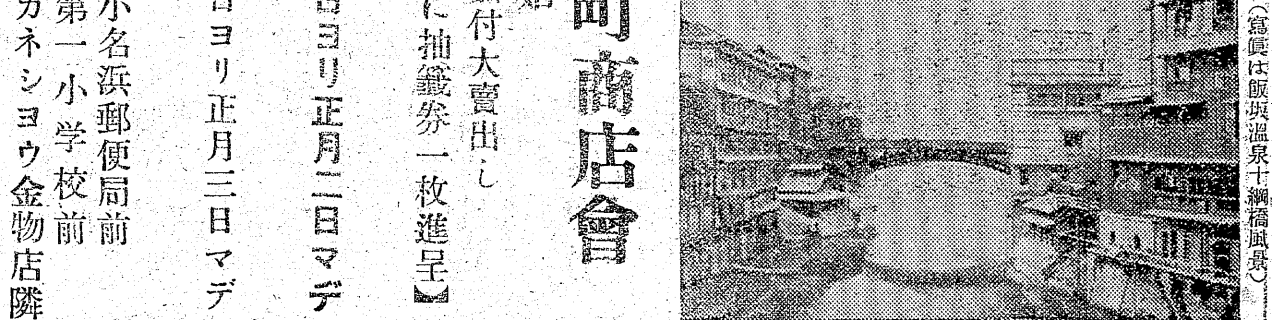 （寫眞は飯坂溫泉十綱橋風景）
町商店會
付大賣出し
に抽籤券一枚進呈】
日ヨリ正月二日マデ
日ヨリ正月三日マデ
小名浜郵便局前
第一小学校前
カネシヨウ金物店隣